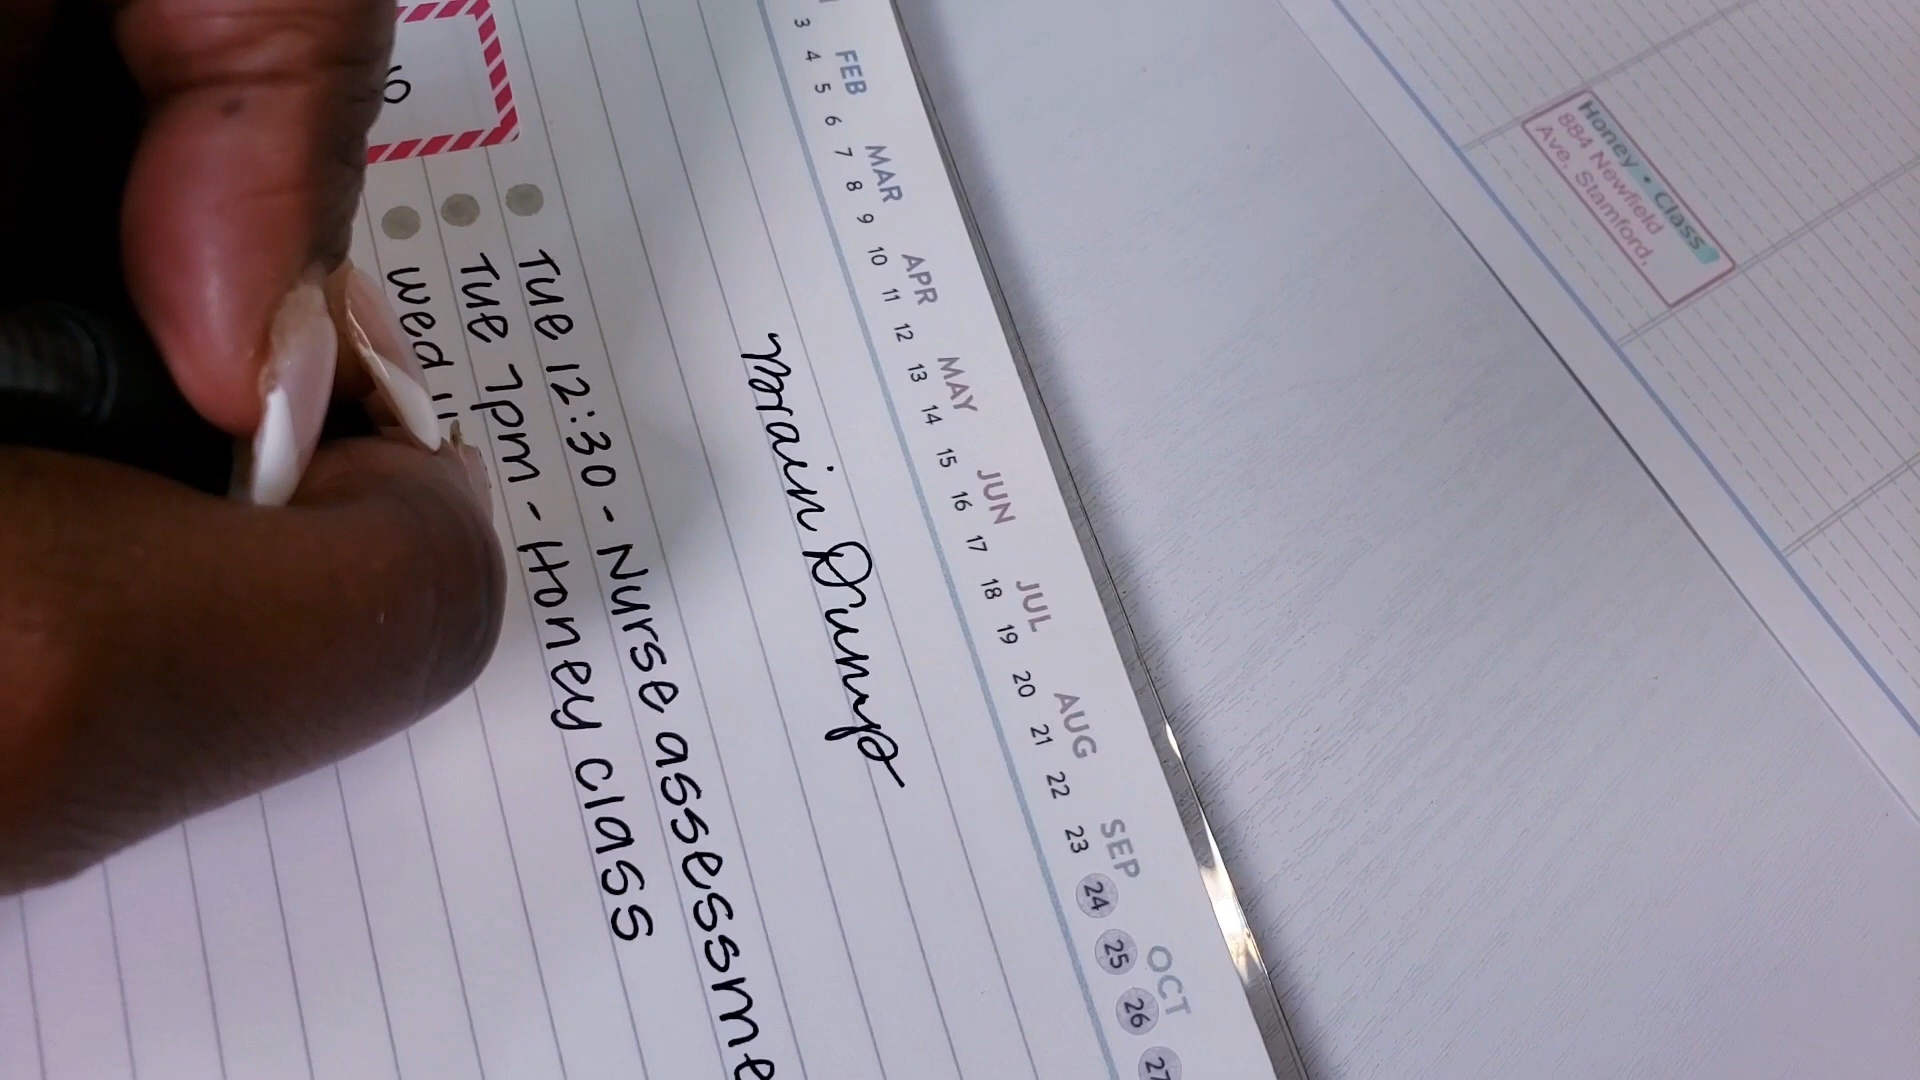 FEB MAR APR MAY JUN JUL AUG SEP OCT
3 4 5 6 7 8 9 10 11 12 13 14 15 16 17 18 19 20 21 22 23 24 25 26 27
Brain Dump
Tue 12:30 - Nurse assessme
Tue 7pm - Honey Class
Wed 11
Honey • Class
884 Newfield
Ave, Stamford,